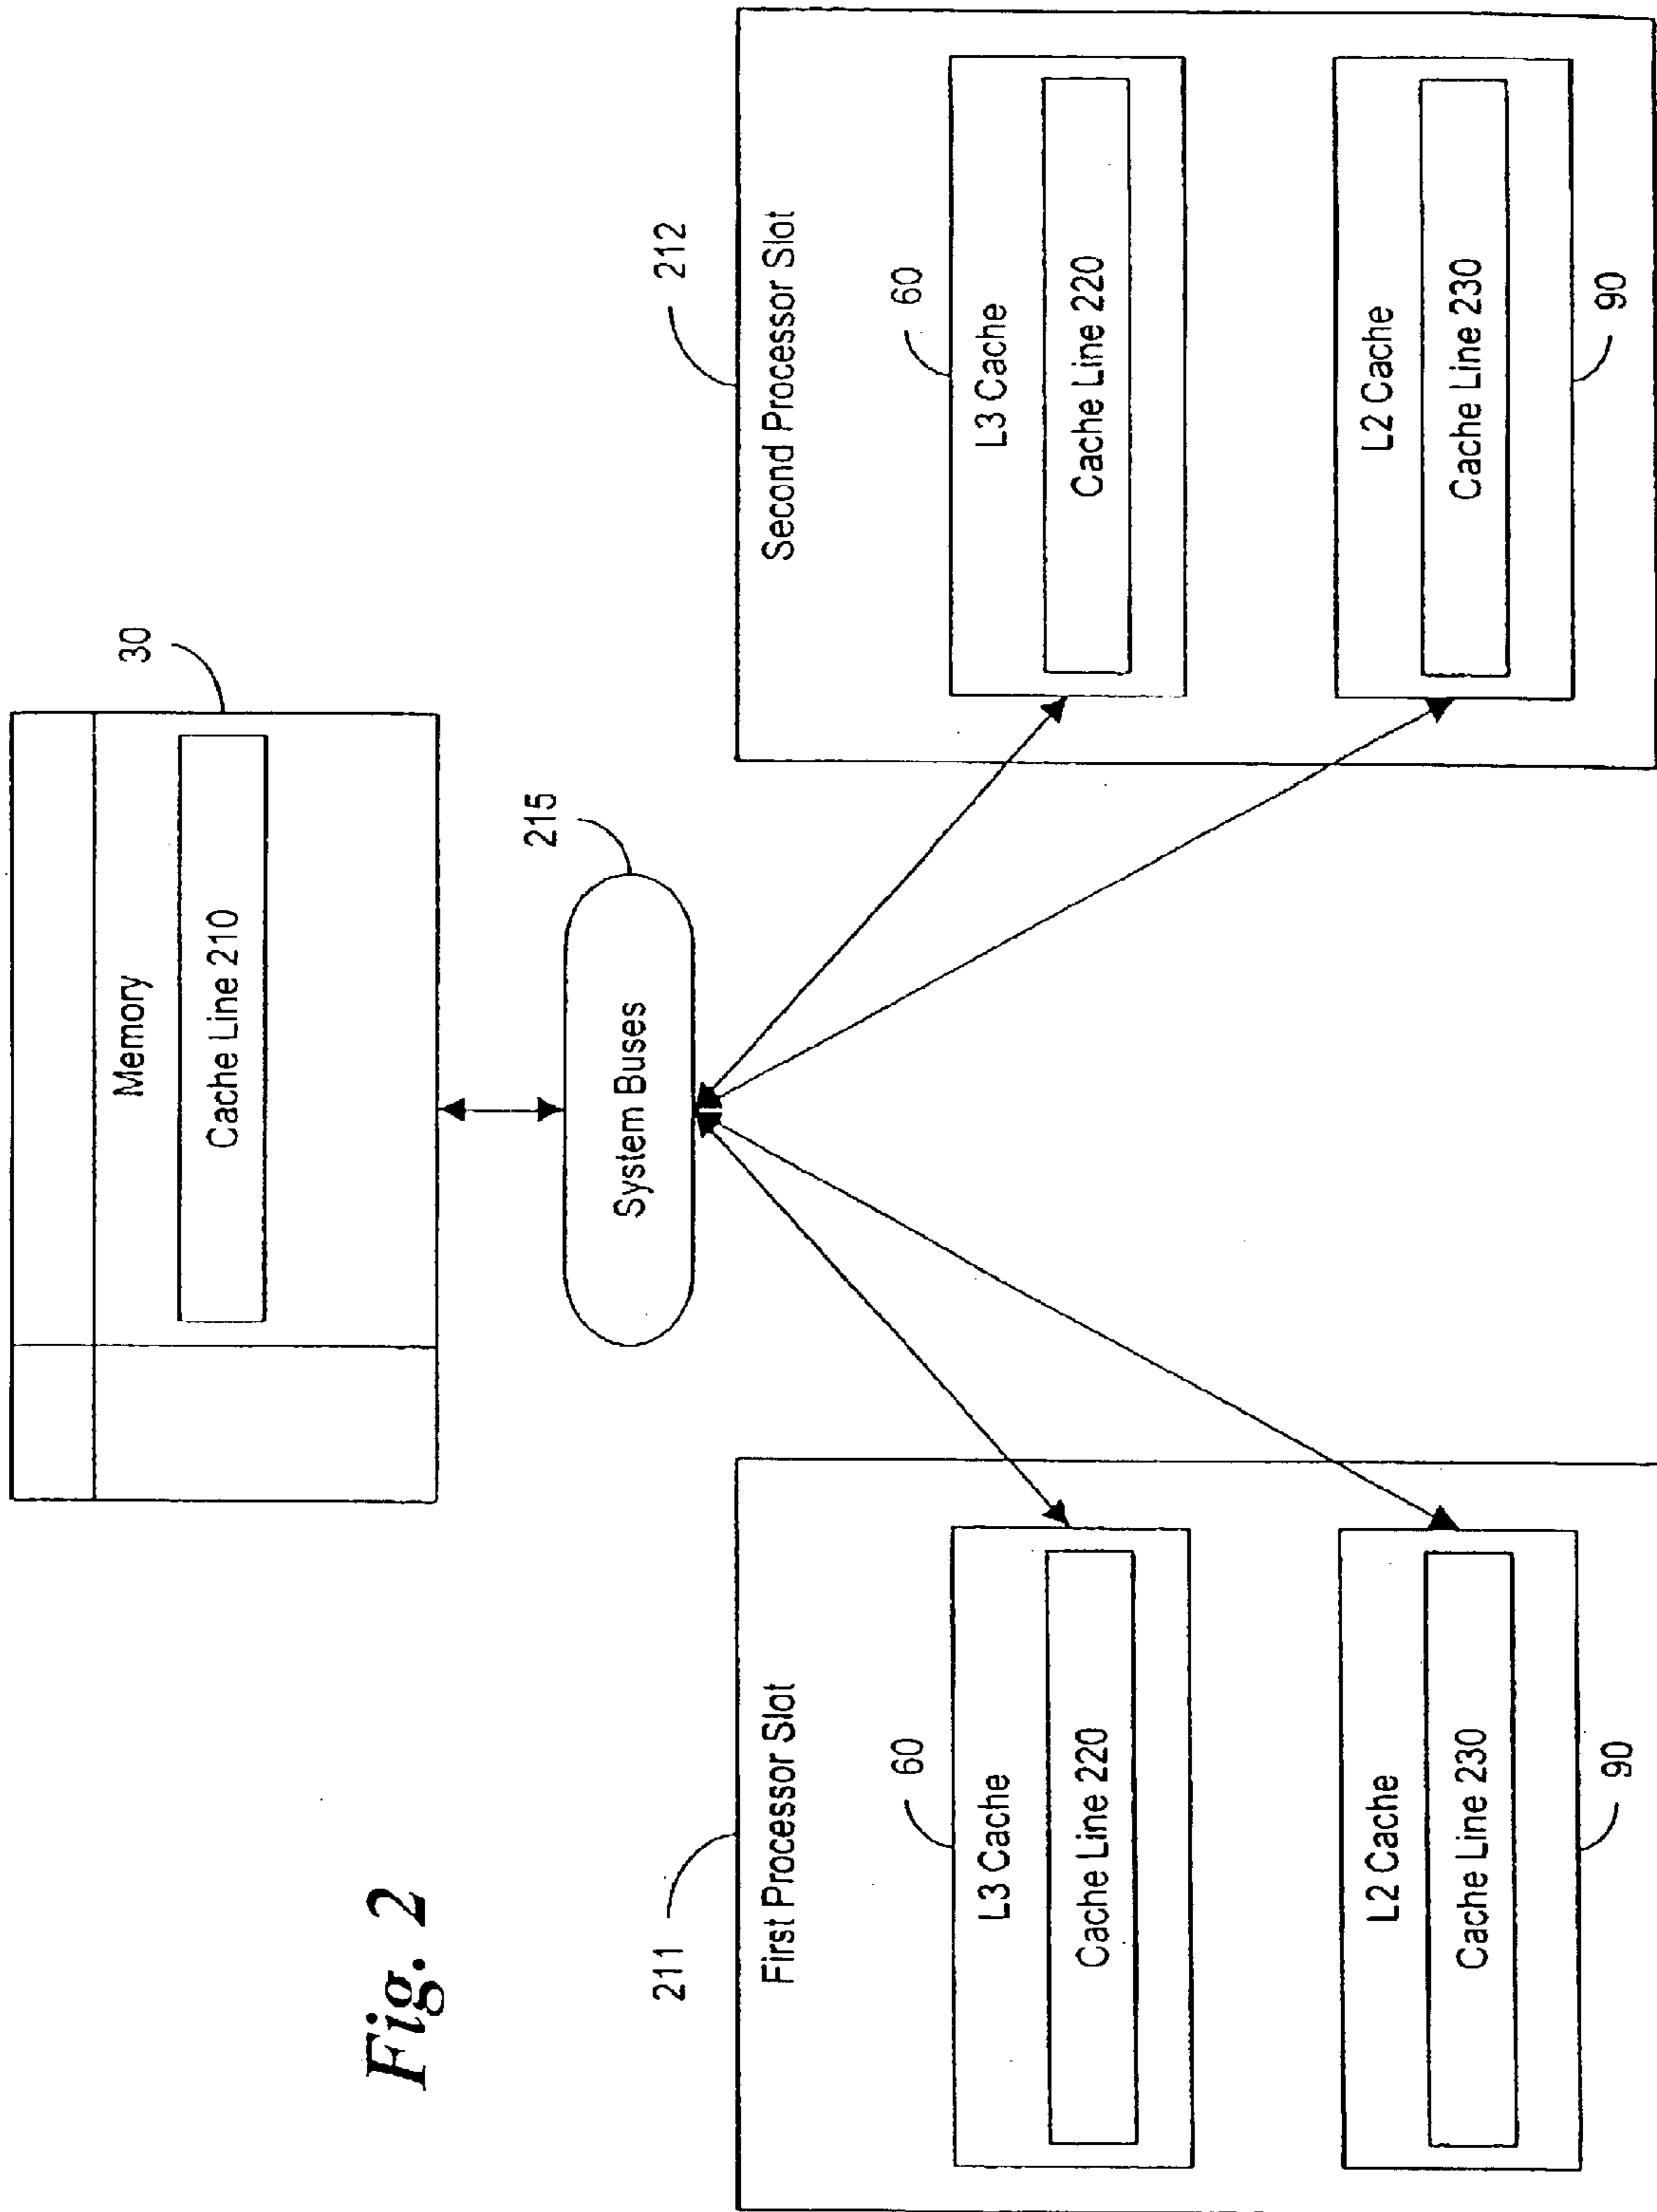 Fig. 2
30
Memory
Cache Line 210
215
System Buses
211
First Processor Slot
60
L3 Cache
Cache Line 220
L2 Cache
Cache Line 230
90
212
Second Processor Slot
60
L3 Cache
Cache Line 220
L2 Cache
Cache Line 230
90